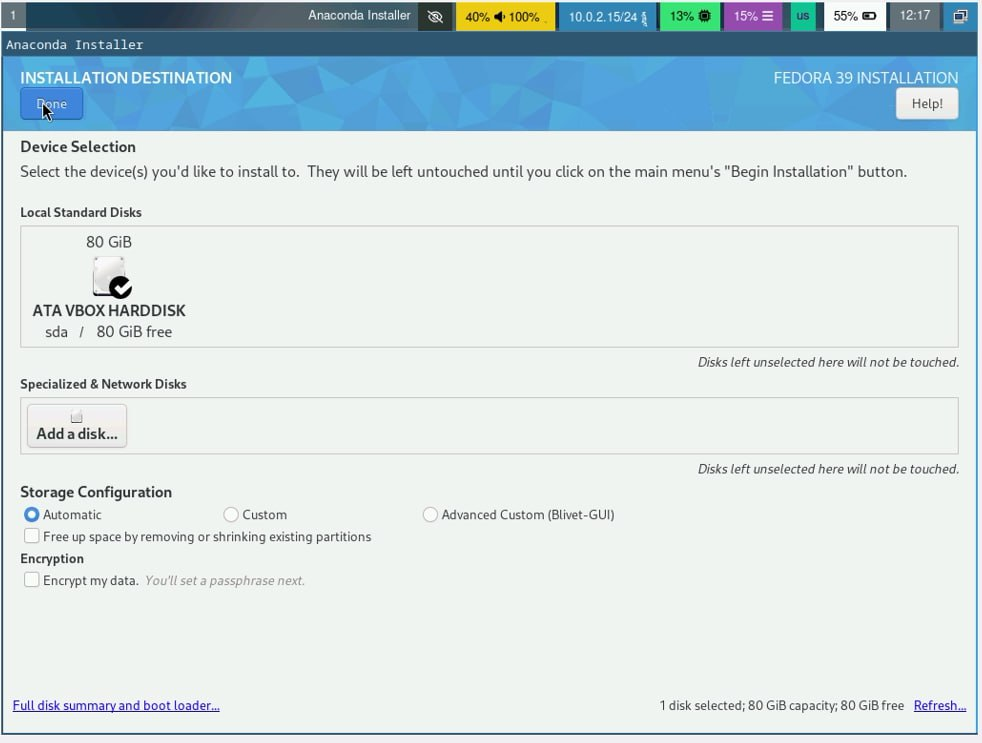 1 Anaconda Installer 40% 100% 10.0.2.15/24 13% 15% US 55% 12:17
Anaconda Installer
INSTALLATION DESTINATION FEDORA 39 INSTALLATION
Done Help!
Device Selection
Select the device(s) you'd like to install to. They will be left untouched until you click on the main menu's "Begin Installation" button.
Local Standard Disks
80 GiB
ATA VBOX HARDDISK
sda / 80 GiB free
Disks left unselected here will not be touched.
Specialized & Network Disks
Add a disk...
Disks left unselected here will not be touched.
Storage Configuration
Automatic Custom Advanced Custom (Blivet-GUI)
Free up space by removing or shrinking existing partitions
Encryption
Encrypt my data. You'll set a passphrase next.
Full disk summary and boot loader... 1 disk selected; 80 GiB capacity; 80 GiB free Refresh...